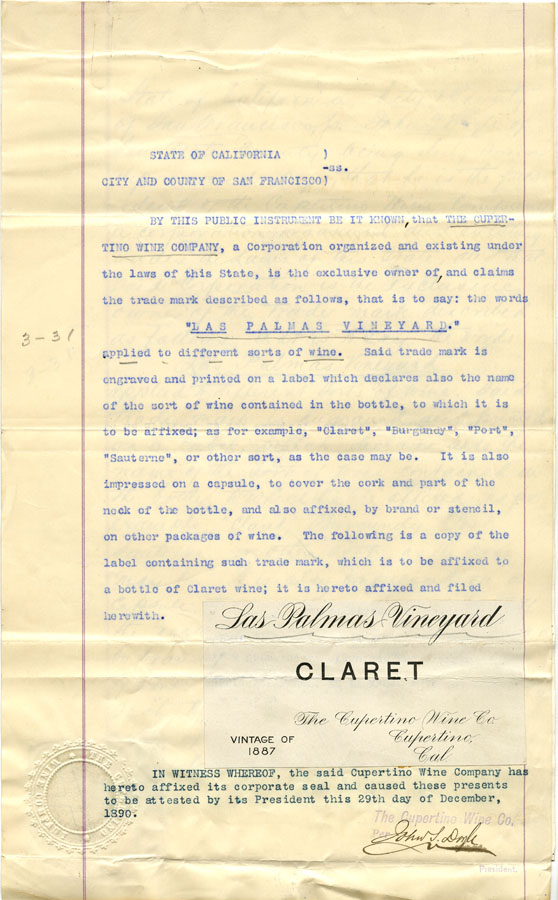 STATE OF CALIFORNIA )
-ss.
CITY AND COUNTY OF SAN FRANCISCO)
BY THIS PUBLIC INSTRUMENT BE IT KNOWN, that THE CUPER-
TINO WINE COMPANY, a Corporation organized and existing under
the laws of this State, is the exclusive owner of, and claims
the trade mark described as follows, that is to say: the words
"LAS PALMAS VINEYARD."
3-31
applied to different sorts of wine. Said trade mark is
engraved and printed on a label which declares also the name
of the sort of wine contained in the bottle, to which it is
to be affixed; as for example, "Claret", "Burgundy", "Port",
"Sauterne", or other sort, as the case may be. It is also
impressed on a capsule, to cover the cork and part of the
neck of the bottle, and also affixed, by brand or stencil,
on other packages of wine. The following is a copy of the
label containing such trade mark, which is to be affixed to
a bottle of Claret wine; it is hereto affixed and filed
herewith.
Las Palmas Vineyard
CLARET
The Cupertino Wine Co
VINTAGE OF
1887
Cupertino,
Cal
IN WITNESS WHEREOF, the said Cupertino Wine Company has
hereto affixed its corporate seal and caused these presents
to be attested by its President this 29th day of December,
1890.
The Cupertino Wine Co.
Per
John T. Doyle
President.